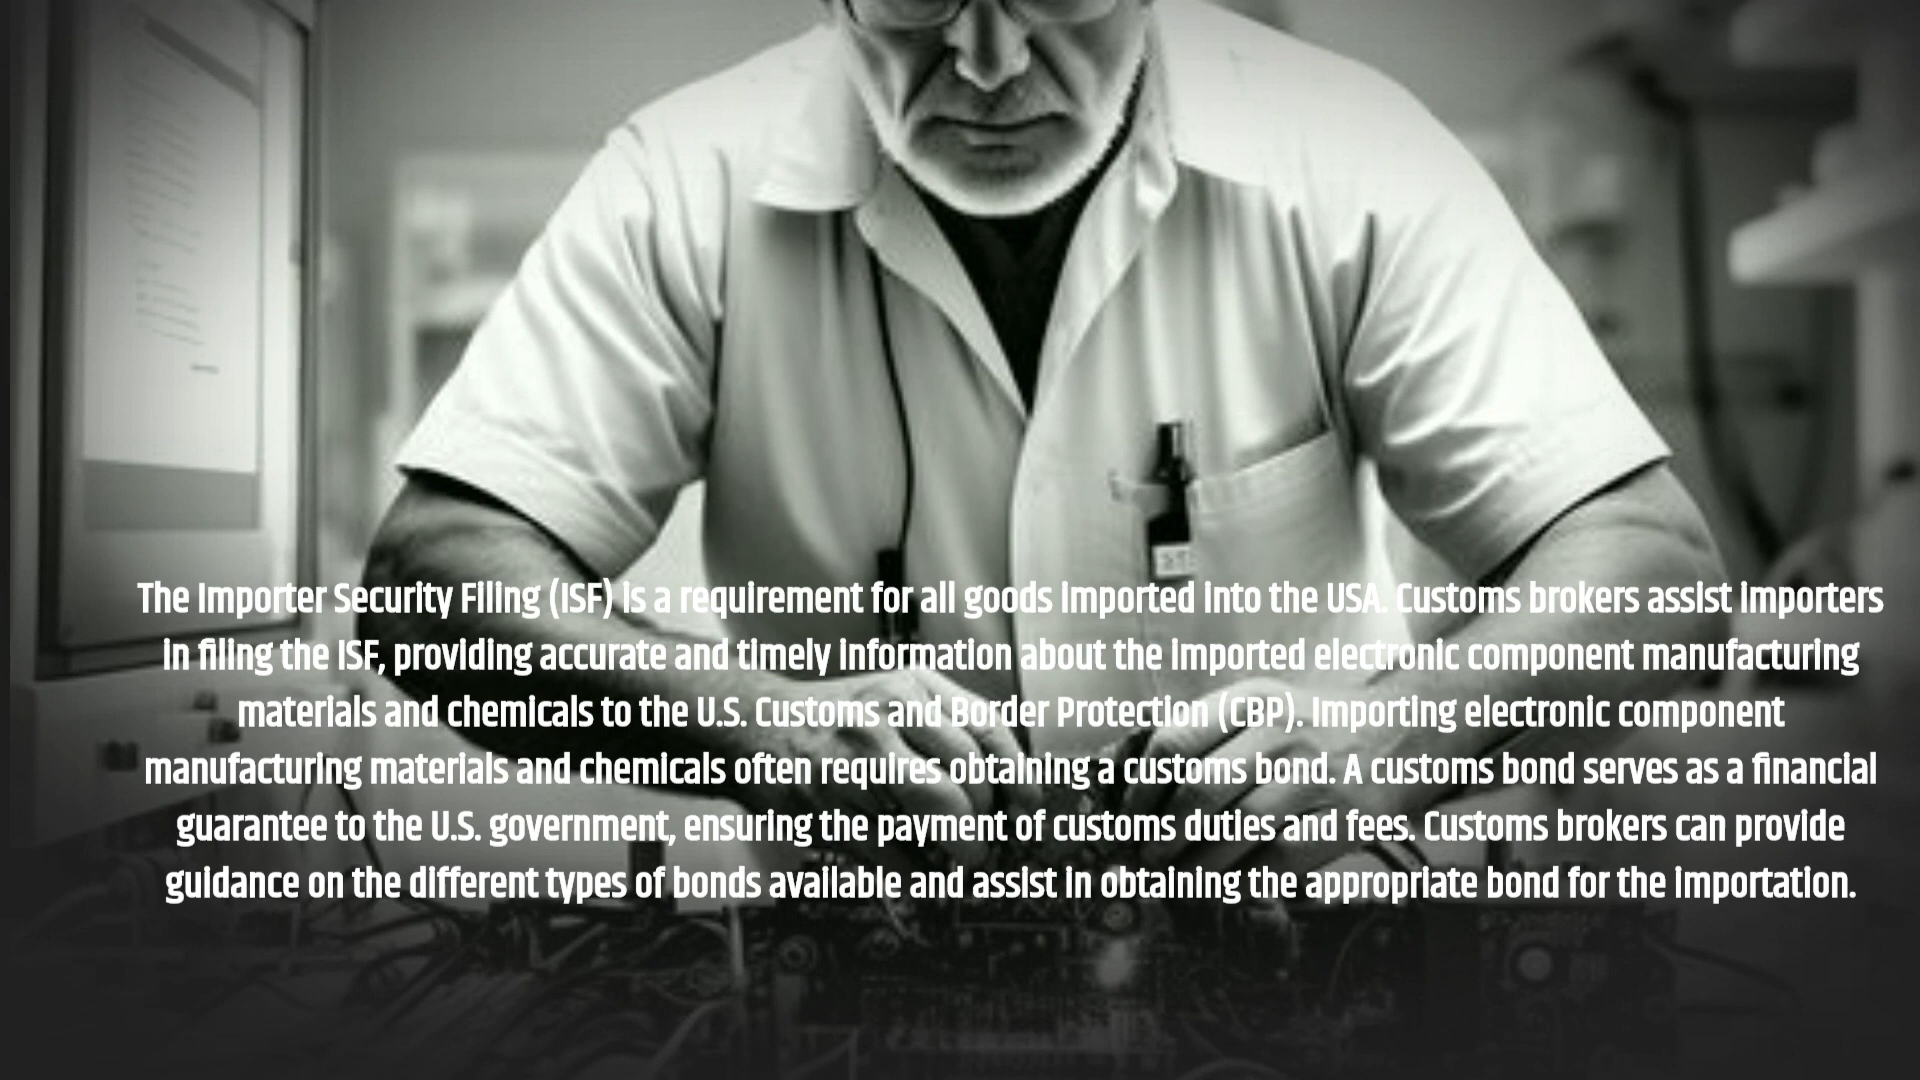 The Importer Security Filing (ISF) is a requirement for all goods imported into the USA. Customs brokers assist importers
in filing the ISF, providing accurate and timely information about the imported electronic component manufacturing
materials and chemicals to the U.S. Customs and Border Protection (CBP). Importing electronic component
manufacturing materials and chemicals often requires obtaining a customs bond. A customs bond serves as a financial
guarantee to the U.S. government, ensuring the payment of customs duties and fees. Customs brokers can provide
guidance on the different types of bonds available and assist in obtaining the appropriate bond for the importation.